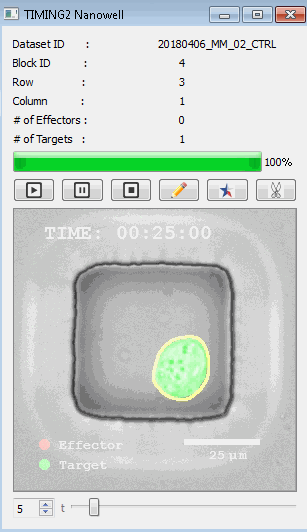 TIMING2 Nanowell
Dataset ID : 20180406_MM_02_CTRL
Block ID : 4
Row : 3
Column : 1
# of Effectors : 0
# of Targets : 1
100%
TIME: 00:25:00
Effector
Target
25 µm
5 t